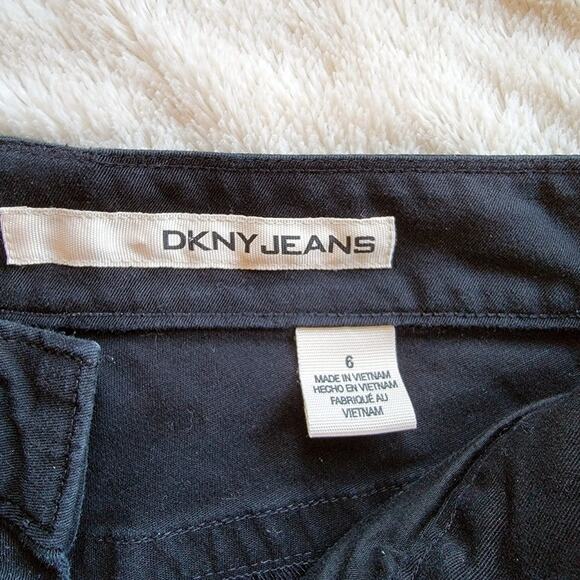 DKNY JEANS
6
MADE IN VIETNAM
HECHO EN VIETNAM
FABRIQUÉ AU
VIETNAM